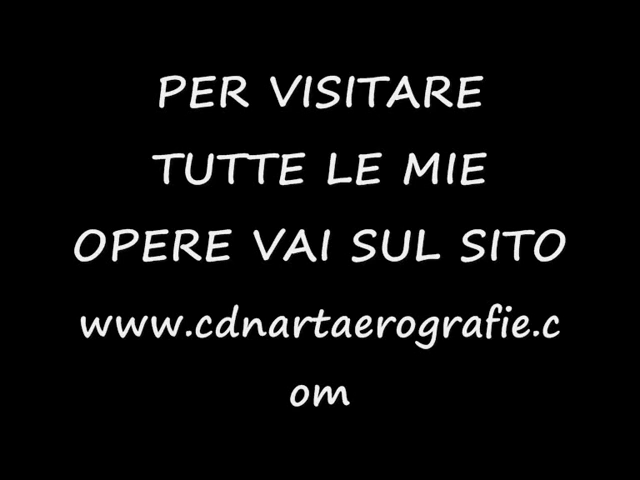 PER VISITARE
TUTTE LE MIE
OPERE VAI SUL SITO
www.cdnartaerografie.c
om